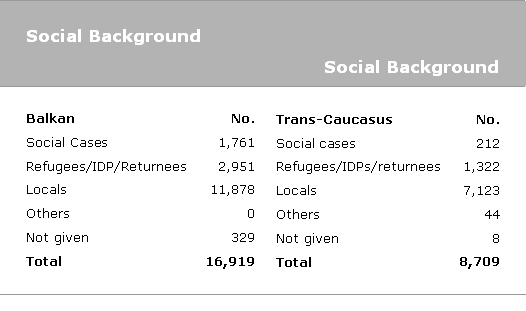 Social Background
Social Background
Balkan No.
Social Cases 1,761
Refugees/IDP/Returnees 2,951
Locals 11,878
Others 0
Not given 329
Total 16,919
Trans-Caucasus No.
Social cases 212
Refugees/IDPs/returnees 1,322
Locals 7,123
Others 44
Not given 8
Total 8,709